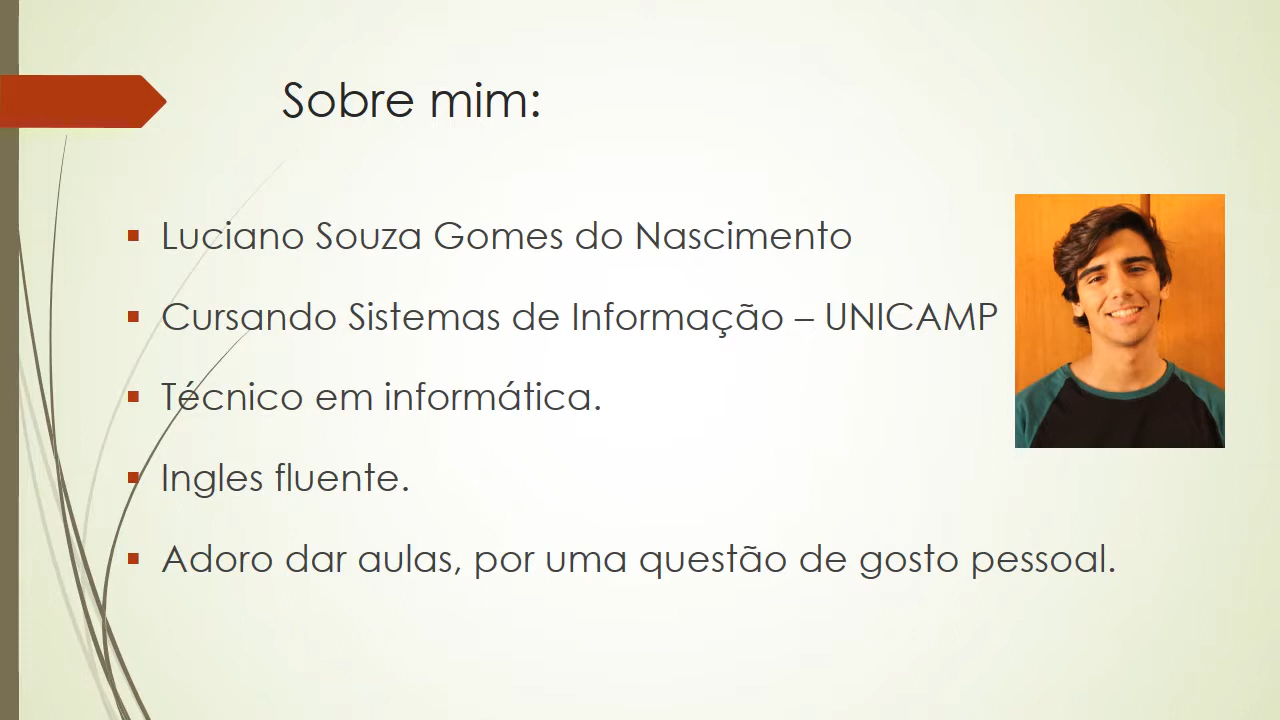 Sobre mim:
Luciano Souza Gomes do Nascimento
Cursando Sistemas de Informação – UNICAMP
Técnico em informática.
Ingles fluente.
Adoro dar aulas, por uma questão de gosto pessoal.